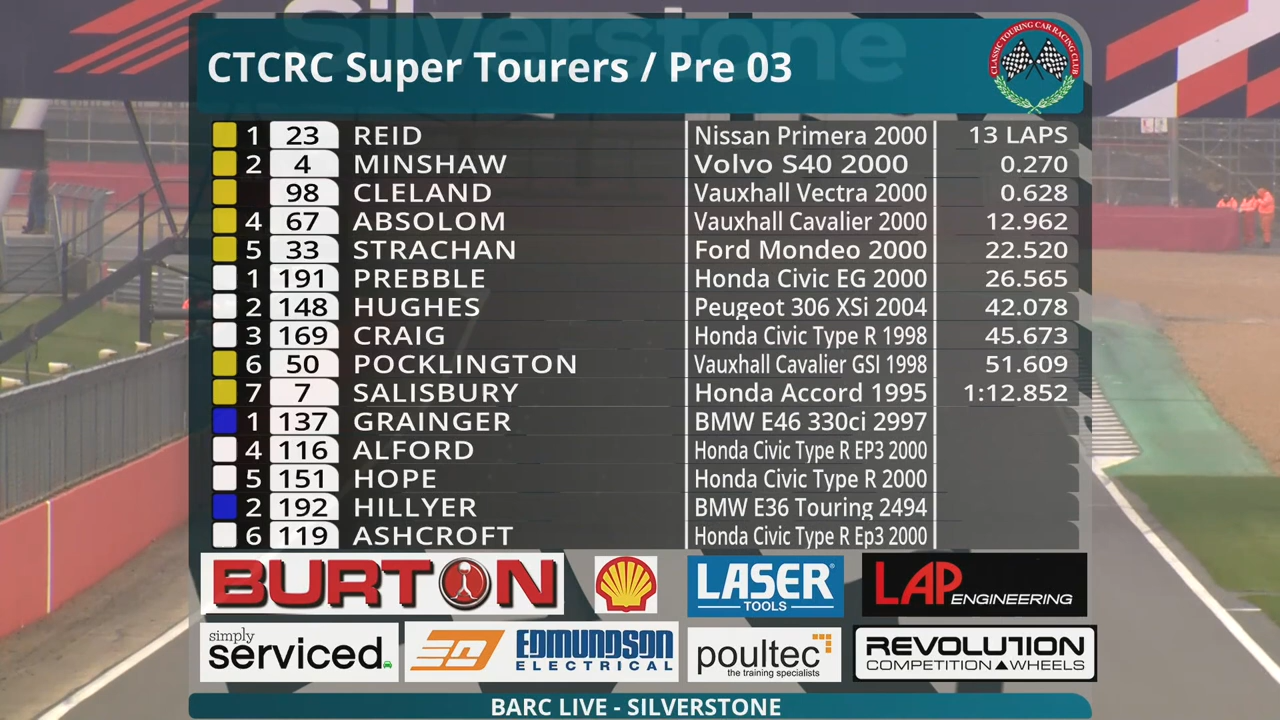 Silverstone
CTCRC Super Tourers / Pre 03
CLASSIC TOURING CAR RACING CLUB
1 23 REID Nissan Primera 2000 13 LAPS
2 4 MINSHAW Volvo S40 2000 0.270
98 CLELAND Vauxhall Vectra 2000 0.628
4 67 ABSOLOM Vauxhall Cavalier 2000 12.962
5 33 STRACHAN Ford Mondeo 2000 22.520
1 191 PREBBLE Honda Civic EG 2000 26.565
2 148 HUGHES Peugeot 306 XSi 2004 42.078
3 169 CRAIG Honda Civic Type R 1998 45.673
6 50 POCKLINGTON Vauxhall Cavalier GSI 1998 51.609
7 7 SALISBURY Honda Accord 1995 1:12.852
1 137 GRAINGER BMW E46 330ci 2997
4 116 ALFORD Honda Civic Type R EP3 2000
5 151 HOPE Honda Civic Type R 2000
2 192 HILLYER BMW E36 Touring 2494
6 119 ASHCROFT Honda Civic Type R Ep3 2000
BURTON
LASER®
TOOLS
LAP ENGINEERING
simply
serviced.
EDMUNDSON
ELECTRICAL
poultec
the training specialists
REVOLUTION
COMPETITION▲WHEELS
BARC LIVE - SILVERSTONE